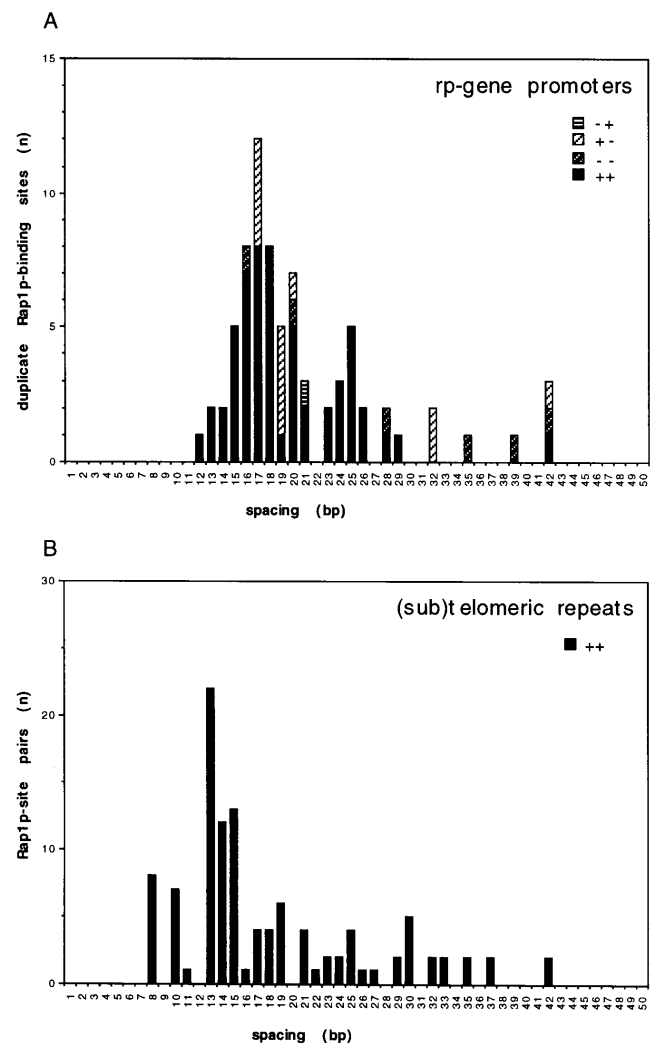 A
rp-gene promoters
- +
+ -
- -
++
duplicate Rap1p-binding sites (n)
15
10
5
0
1 2 3 4 5 6 7 8 9 10 11 12 13 14 15 16 17 18 19 20 21 22 23 24 25 26 27 28 29 30 31 32 33 34 35 36 37 38 39 40 41 42 43 44 45 46 47 48 49 50
spacing (bp)
B
(sub)telomeric repeats
++
Rap1p-site pairs (n)
30
20
10
0
1 2 3 4 5 6 7 8 9 10 11 12 13 14 15 16 17 18 19 20 21 22 23 24 25 26 27 28 29 30 31 32 33 34 35 36 37 38 39 40 41 42 43 44 45 46 47 48 49 50
spacing (bp)